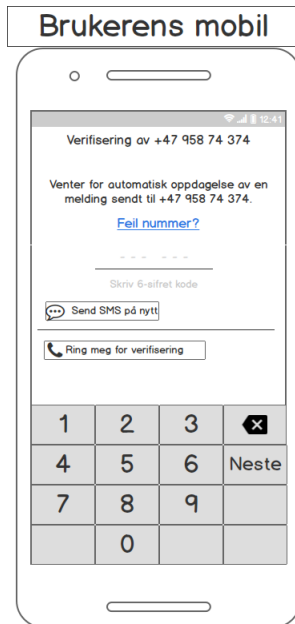 Brukerens mobil
12:41
Verifisering av +47 958 74 374
Venter for automatisk oppdagelse av en
melding sendt til +47 958 74 374.
Feil nummer?
--- ---
Skriv 6-sifret kode
Send SMS på nytt
Ring meg for verifisering
1 2 3
4 5 6 Neste
7 8 9
0